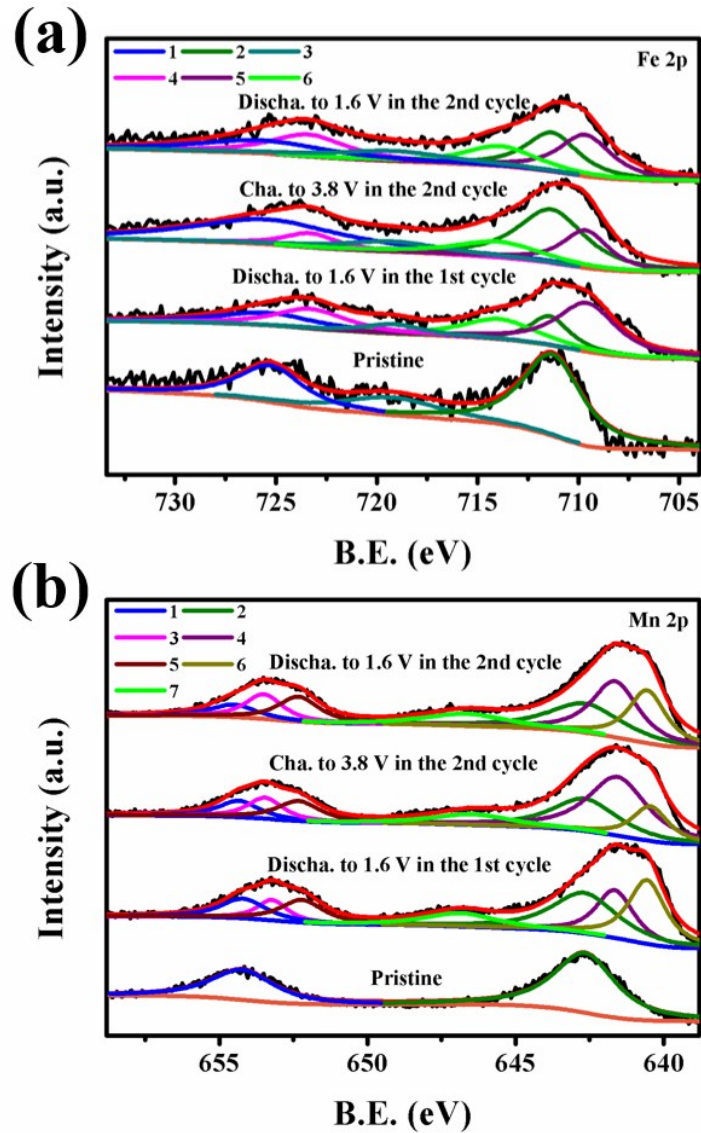 (a)
1 2 3
Fe 2p
4 5 6
Discha. to 1.6 V in the 2nd cycle
Cha. to 3.8 V in the 2nd cycle
Discha. to 1.6 V in the 1st cycle
Pristine
Intensity (a.u.)
730 725 720 715 710 705
B.E. (eV)
(b)
1 2
Mn 2p
3 4
5 6
Discha. to 1.6 V in the 2nd cycle
7
Cha. to 3.8 V in the 2nd cycle
Discha. to 1.6 V in the 1st cycle
Pristine
Intensity (a.u.)
655 650 645 640
B.E. (eV)